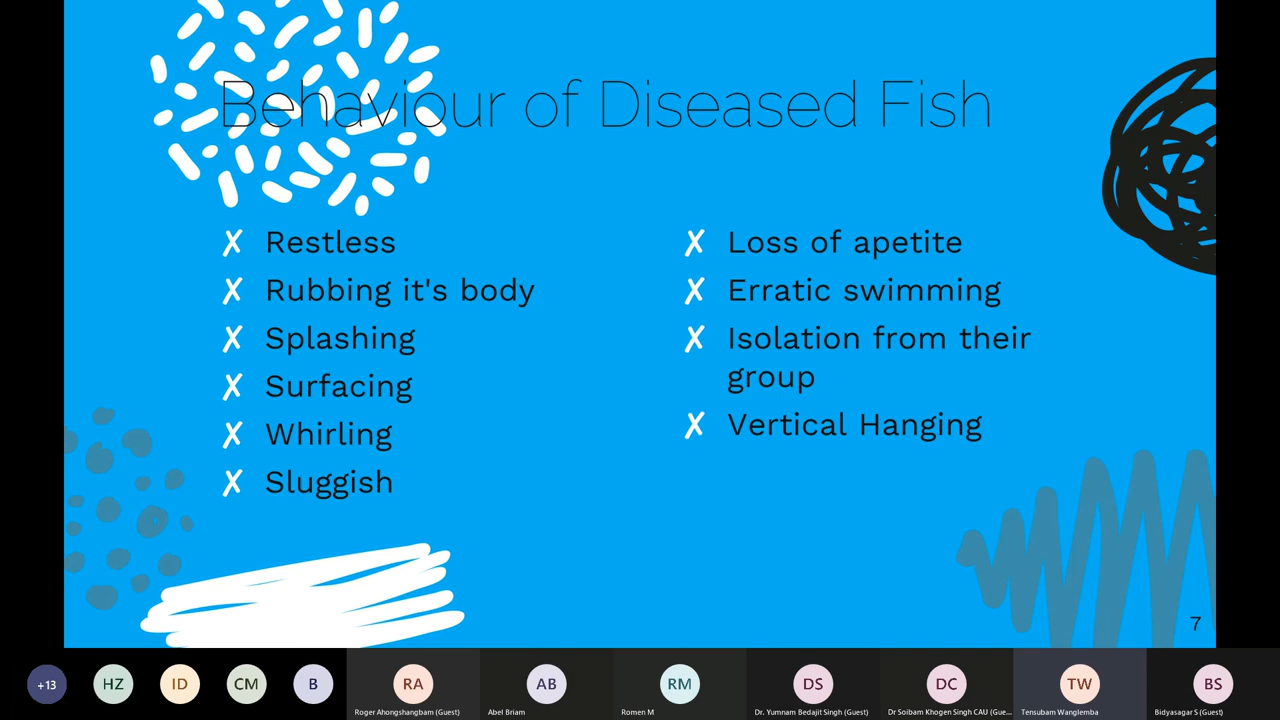 Behaviour of Diseased Fish
✗ Restless
✗ Rubbing it's body
✗ Splashing
✗ Surfacing
✗ Whirling
✗ Sluggish
✗ Loss of apetite
✗ Erratic swimming
✗ Isolation from their
group
✗ Vertical Hanging
7
+13
HZ
ID
CM
B
RA
Roger Ahongshangbam (Guest)
AB
Abel Briam
RM
Romen M
DS
Dr. Yumnam Bedajit Singh (Guest)
DC
Dr Soibam Khogen Singh CAU (Gue...
TW
Tensubam Wanglemba
BS
Bidyasagar S (Guest)